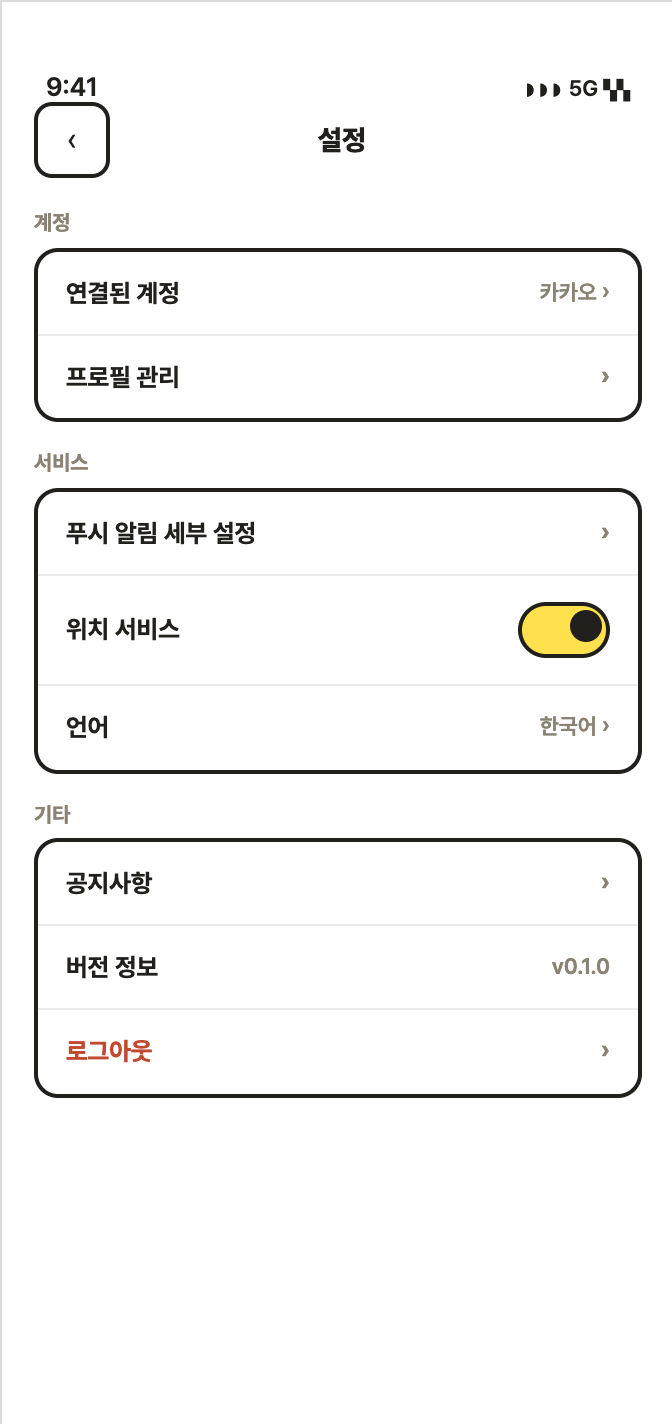 9:41
5G
‹
설정
계정
연결된 계정 카카오 ›
프로필 관리 ›
서비스
푸시 알림 세부 설정 ›
위치 서비스
언어 한국어 ›
기타
공지사항 ›
버전 정보 v0.1.0
로그아웃 ›